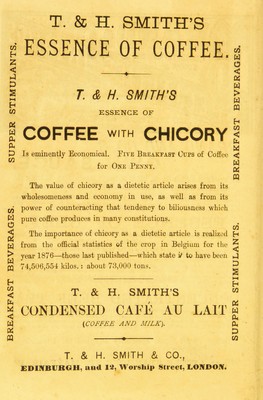 T. & H. SMITH'S
ESSENCE OF COFFEE.
T. & H. SMITH'S
ESSENCE OF
COFFEE WITH CHICORY
Is eminently Economical. FIVE BREAKFAST CUPS of Coffee
for ONE PENNY.
The value of chicory as a dietetic article arises from its
wholesomeness and economy in use, as well as from its
power of counteracting that tendency to biliousness which
pure coffee produces in many constitutions.
The importance of chicory as a dietetic article is realized
from the official statistics of the crop in Belgium for the
year 1876—those last published—which state it to have been
74,506,554 kilos. : about 73,000 tons.
T. & H. SMITH'S
CONDENSED CAFÉ AU LAIT
(COFFEE AND MILK).
T. & H. SMITH & CO.,
EDINBURGH, and 12, Worship Street, LONDON.
BREAKFAST BEVERAGES. SUPPER STIMULANTS.
BREAKFAST BEVERAGES. SUPPER STIMULANTS.